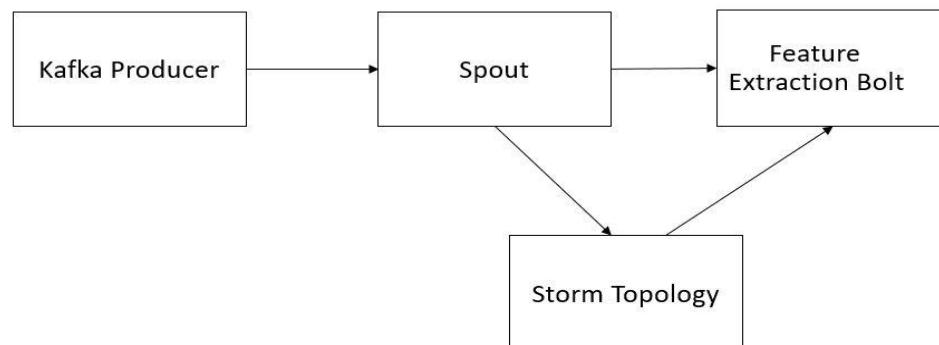 Kafka Producer
Spout
Feature
Extraction Bolt
Storm Topology